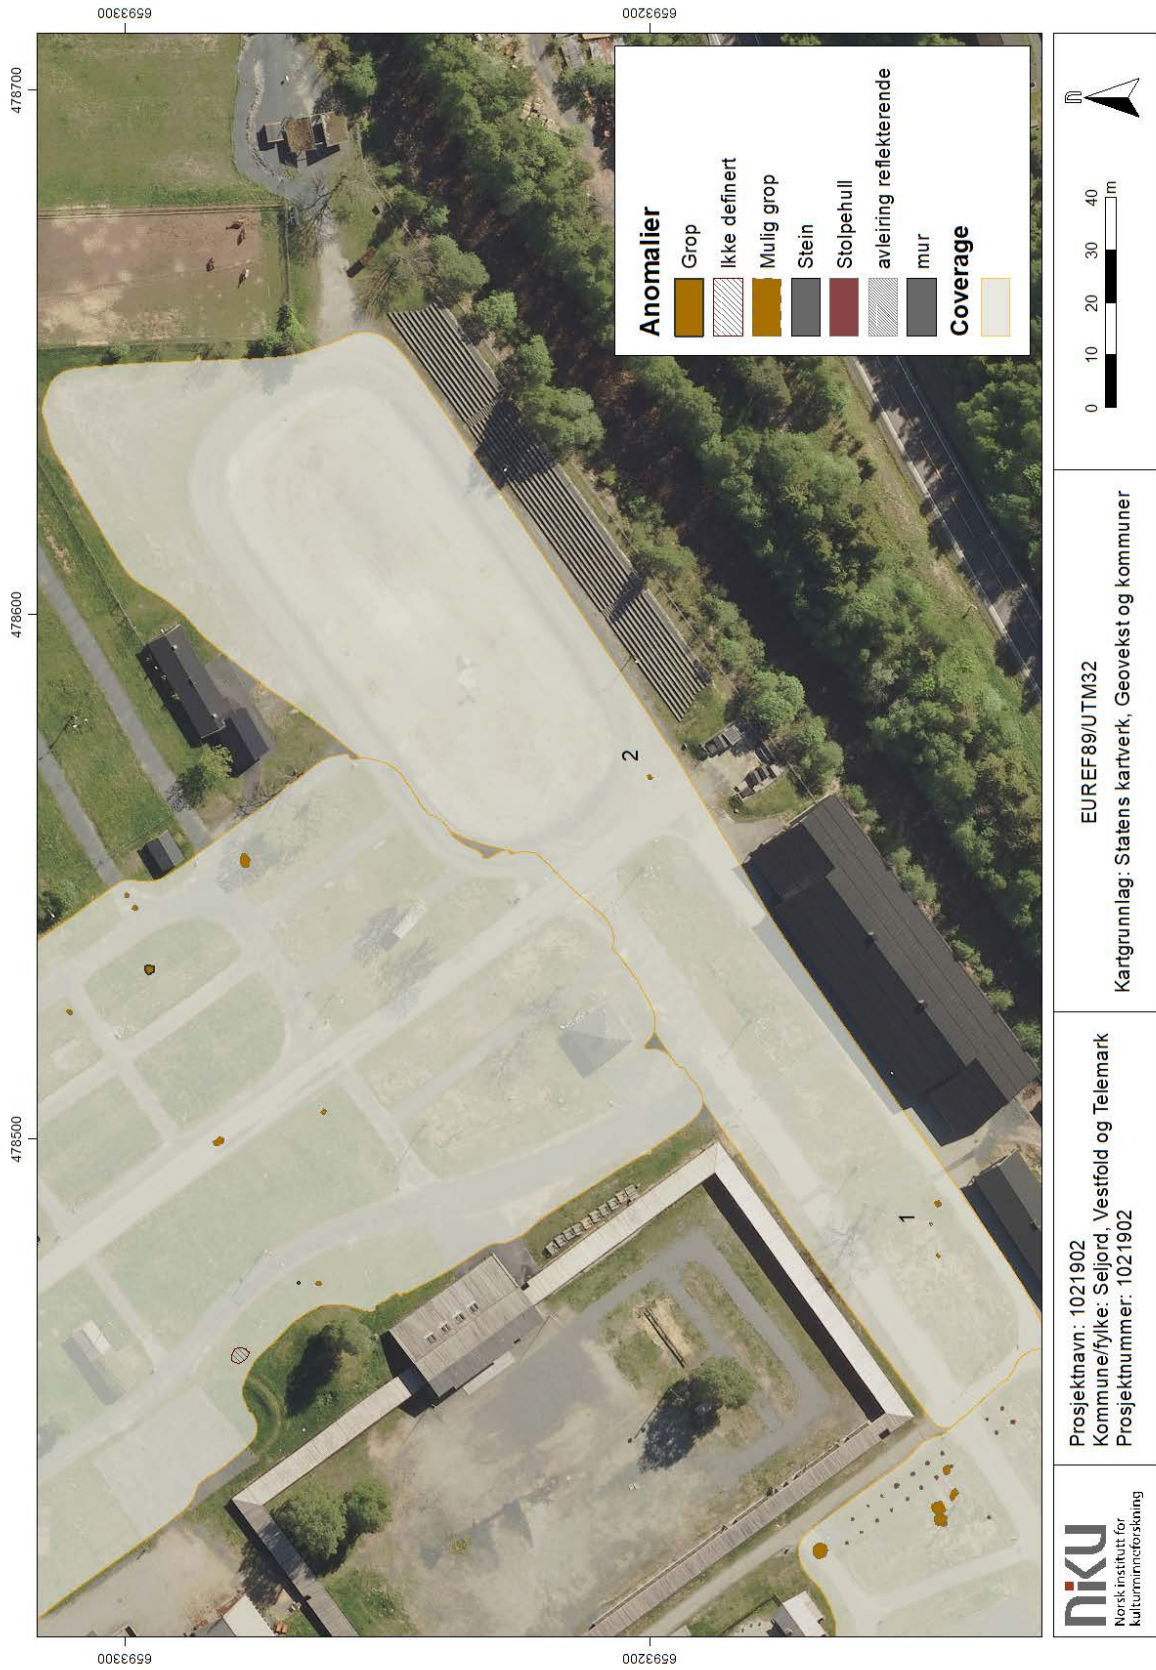 478500
478600
478700
6593300
6593300
6593200
6593200
1
2
Anomalier
Grop
Ikke definert
Mulig grop
Stein
Stolpehull
avleiring reflekterende
mur
Coverage
niku
Norsk institutt for
kulturminneforskning
Prosjektnavn: 1021902
Kommune/fylke: Seljord, Vestfold og Telemark
Prosjektnummer: 1021902
EUREF89/UTM32
Kartgrunnlag: Statens kartverk, Geovekst og kommuner
0 10 20 30 40
m
n